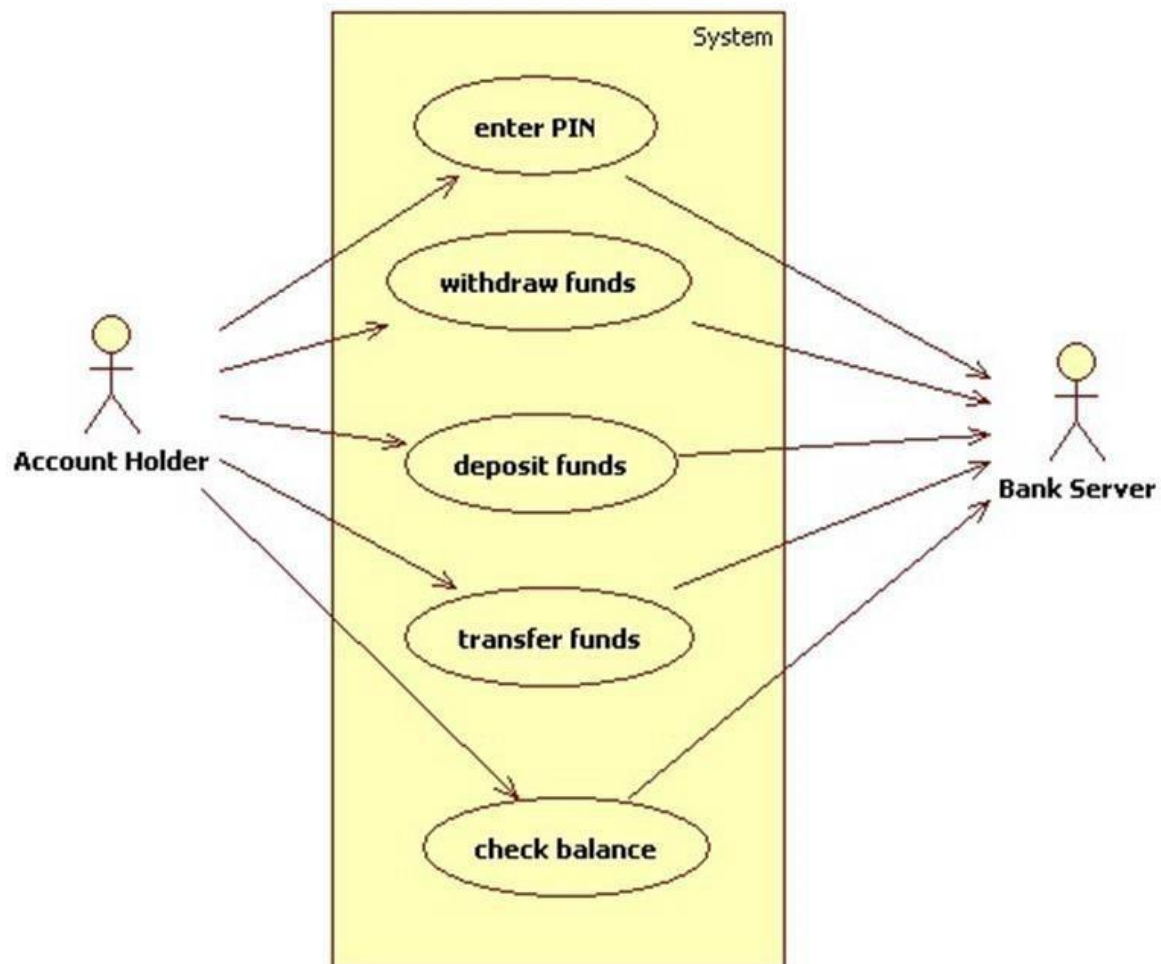 System
enter PIN
withdraw funds
Account Holder
deposit funds
Bank Server
transfer funds
check balance